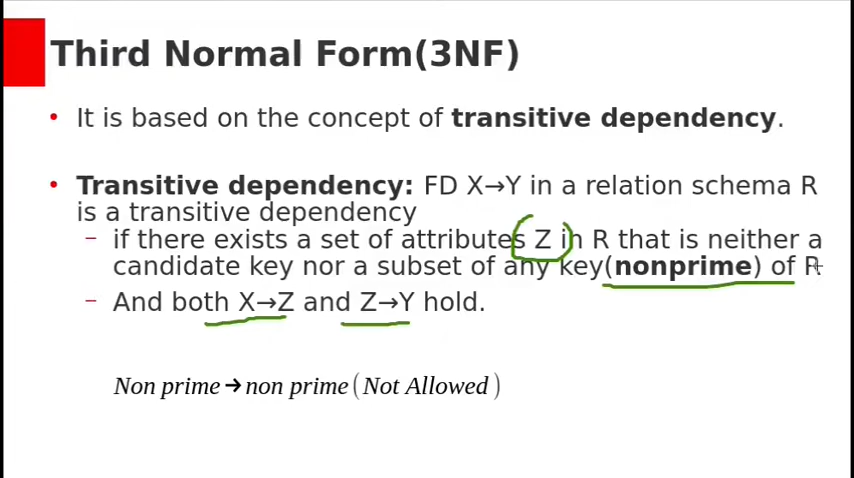 Third Normal Form(3NF)
• It is based on the concept of transitive dependency.
• Transitive dependency: FD X→Y in a relation schema R
is a transitive dependency
– if there exists a set of attributes Z in R that is neither a
candidate key nor a subset of any key(nonprime) of R
– And both X→Z and Z→Y hold.
Non prime→non prime(Not Allowed)